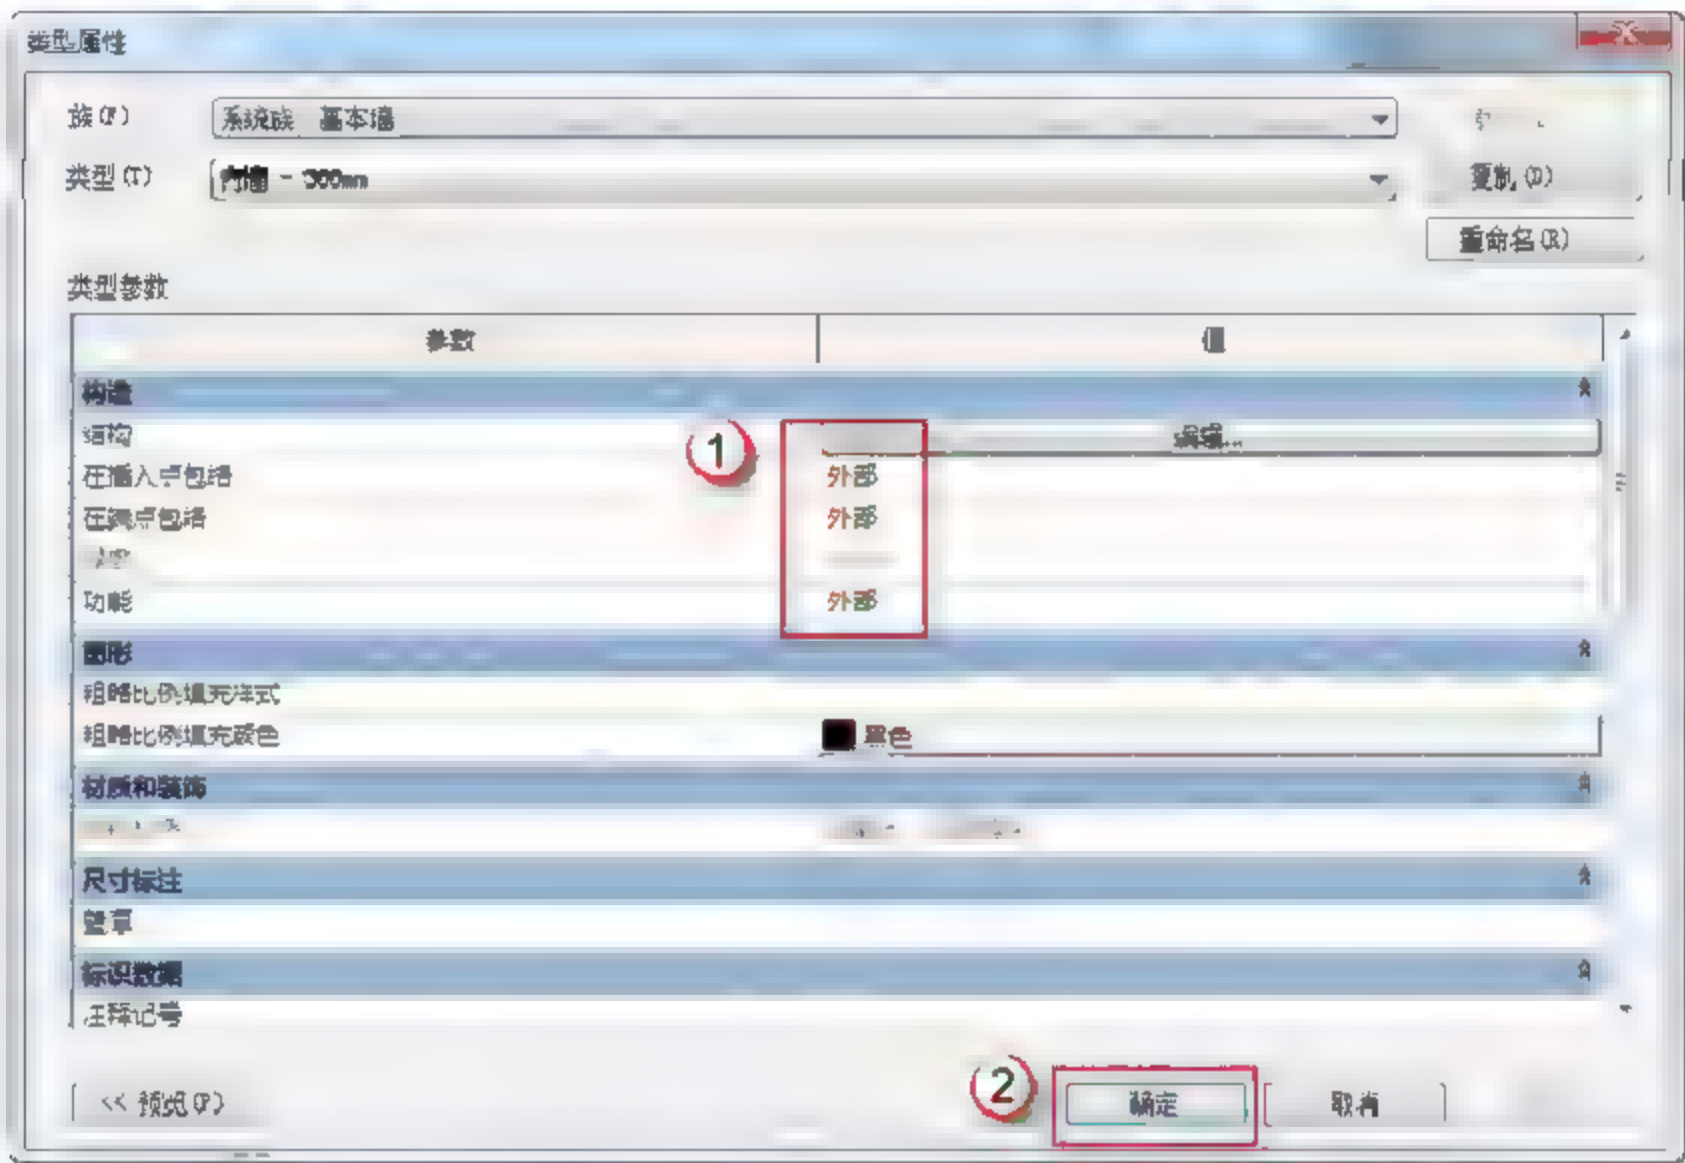 类型属性
族(F)
系统族 基本墙
类型(T)
内墙 - 300mm
复制(D)
重命名(R)
类型参数
参数 值
构造
结构 编辑...
1
在插入点包络 外部
在端点包络 外部
功能 外部
图形
粗略比例填充样式
粗略比例填充颜色 黑色
材质和装饰
尺寸标注
壁厚
标识数据
注释记号
<< 预览(P)
2
确定
取消